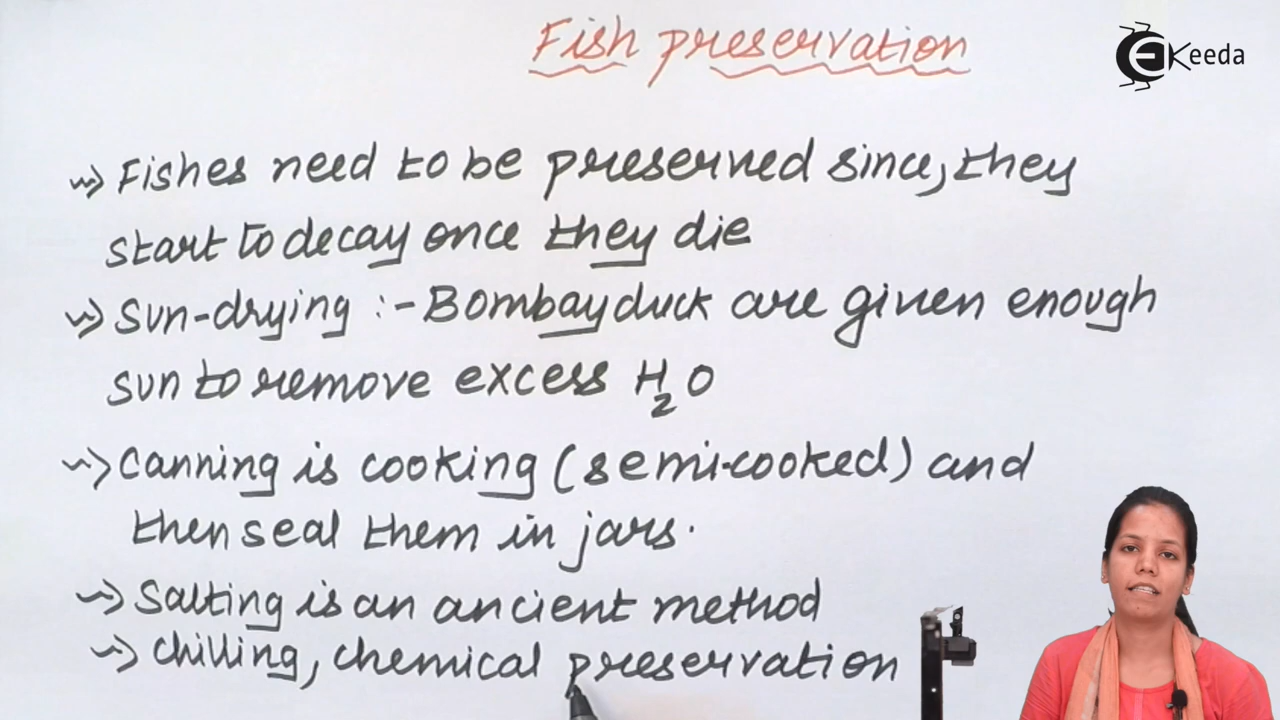 Fish preservation
EKeeda
⇝ Fishes need to be preserved since, they
start to decay once they die
⇝ Sun-drying :- Bombay duck are given enough
sun to remove excess H₂O
⇝ Canning is cooking (semi-cooked) and
then seal them in jars.
⇝ Salting is an ancient method
⇝ Chilling, chemical preservation